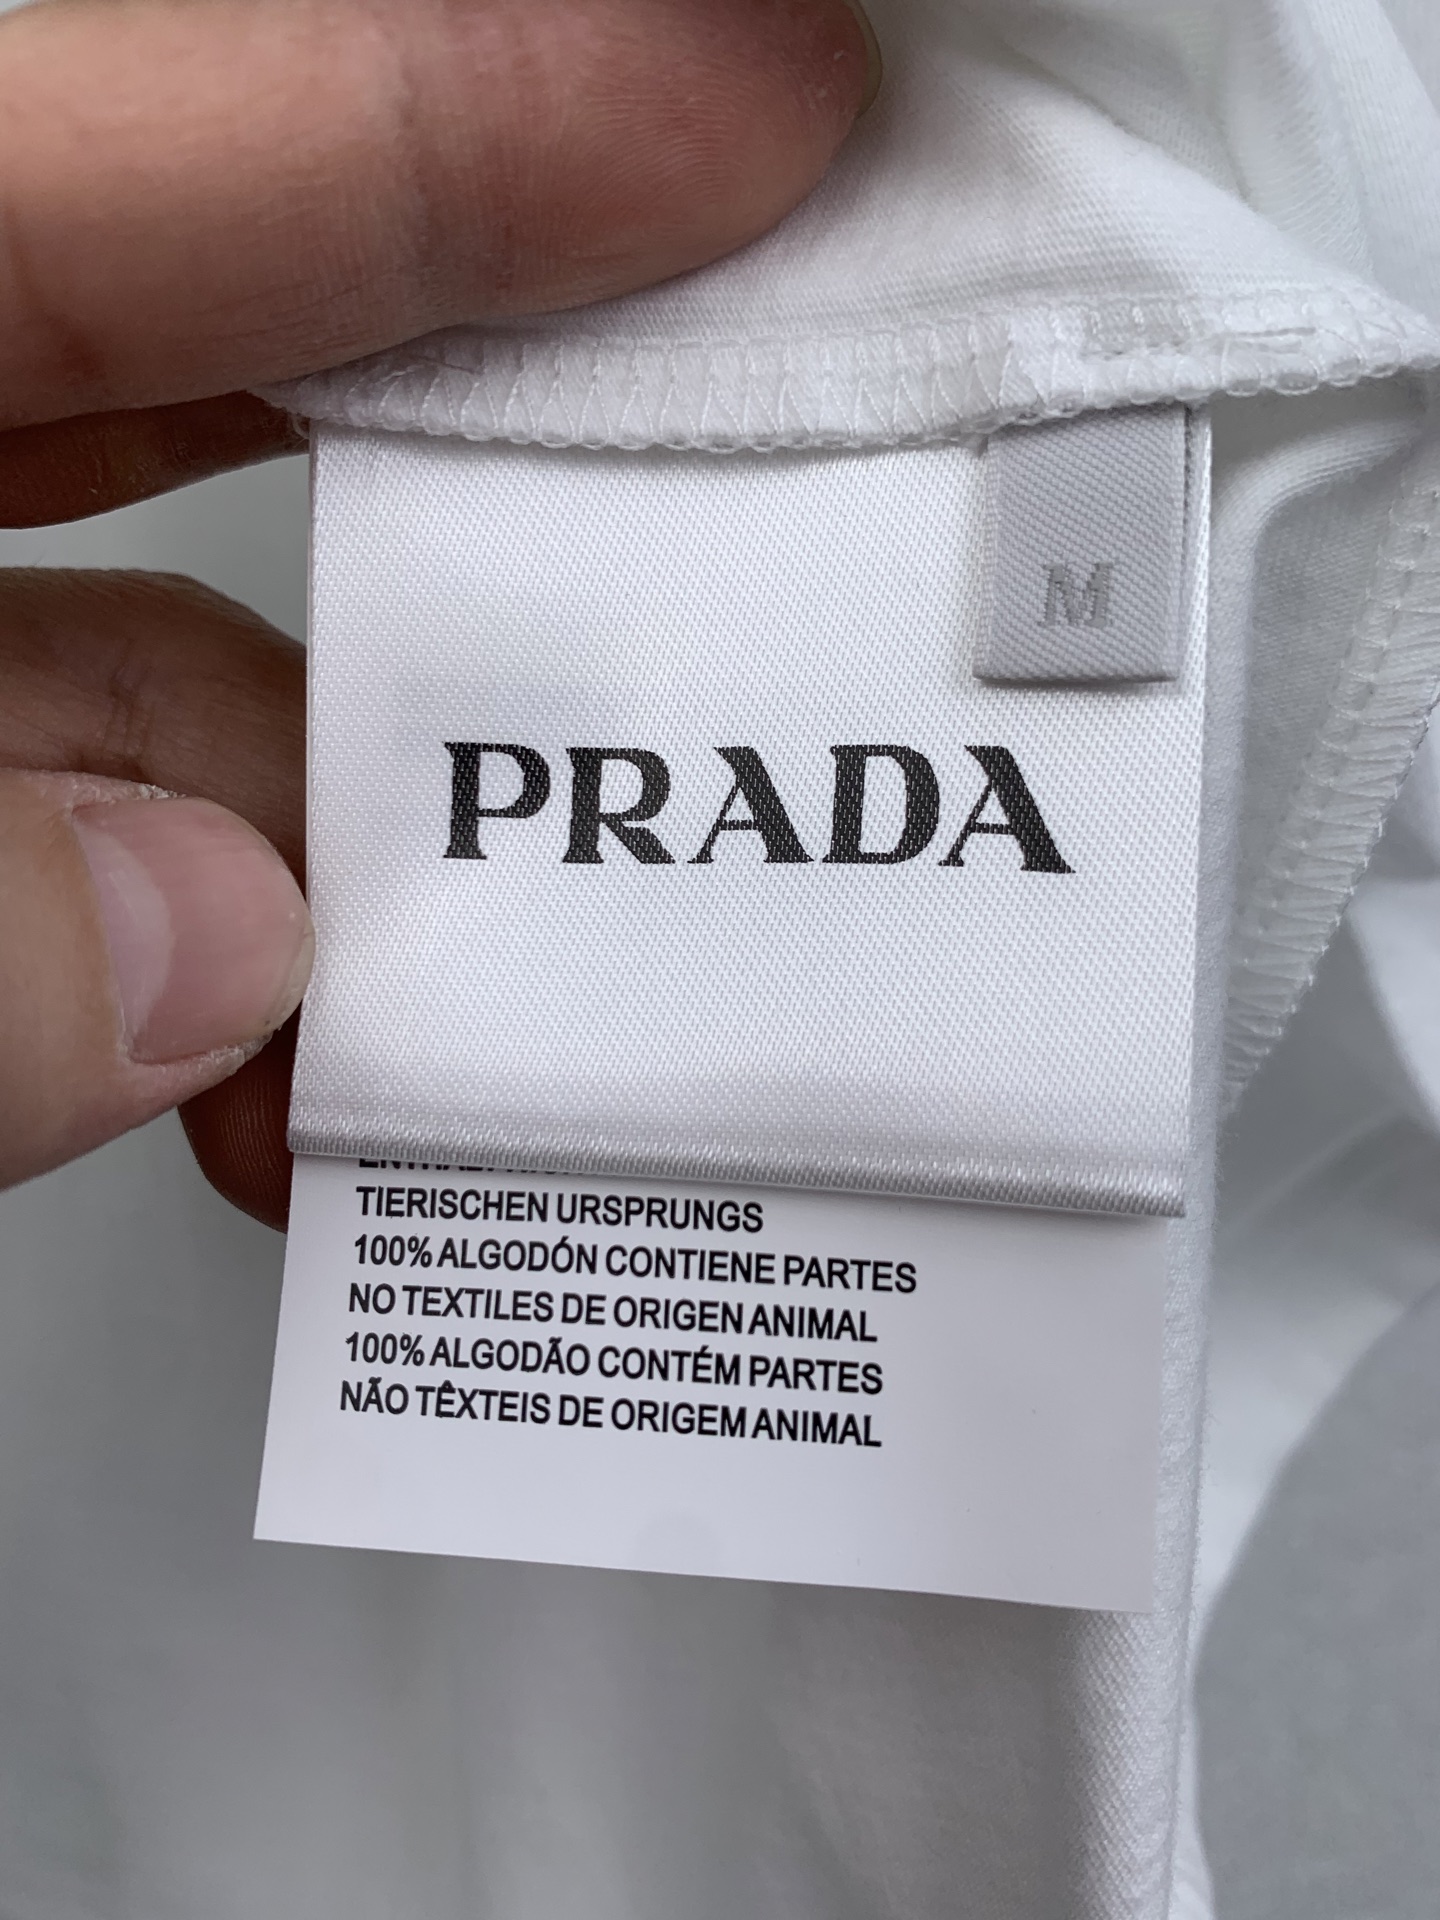 M
PRADA
TIERISCHEN URSPRUNGS
100% ALGODÓN CONTIENE PARTES
NO TEXTILES DE ORIGEN ANIMAL
100% ALGODÃO CONTÉM PARTES
NÃO TÊXTEIS DE ORIGEM ANIMAL